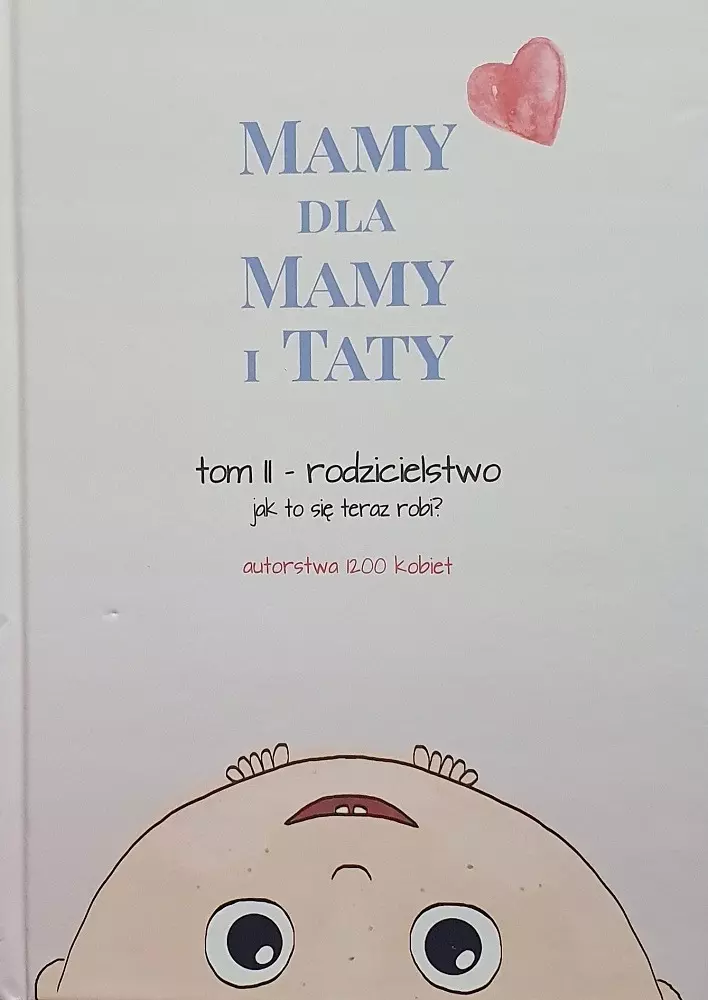 MAMY
DLA
MAMY
I TATY
tom II - rodzicielstwo
jak to się teraz robi?
autorstwa 1200 kobiet